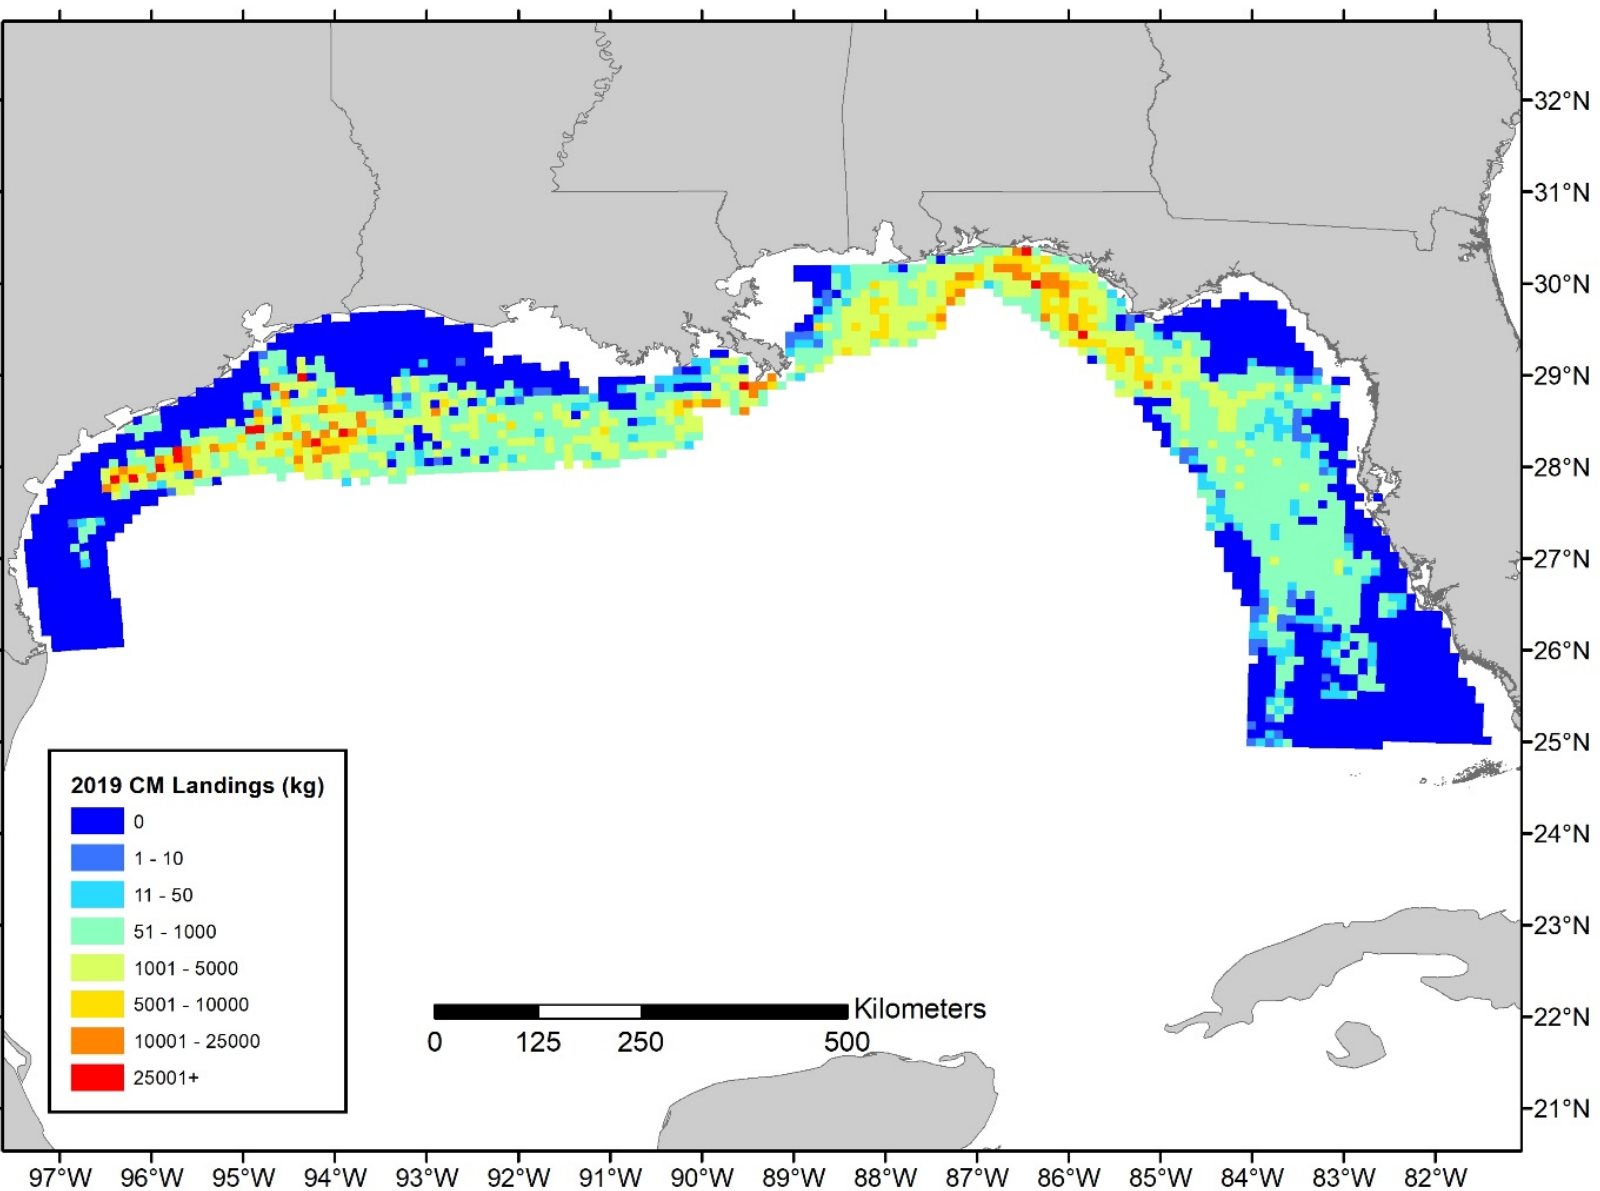 32°N
31°N
30°N
29°N
28°N
27°N
26°N
25°N
24°N
23°N
22°N
21°N
2019 CM Landings (kg)
0
1 - 10
11 - 50
51 - 1000
1001 - 5000
5001 - 10000
10001 - 25000
25001+
Kilometers
0 125 250 500
97°W 96°W 95°W 94°W 93°W 92°W 91°W 90°W 89°W 88°W 87°W 86°W 85°W 84°W 83°W 82°W